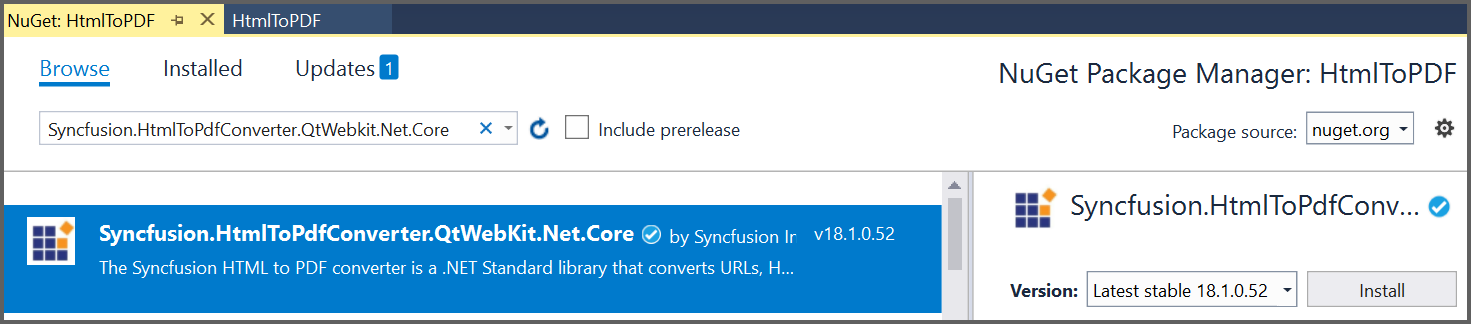 NuGet: HtmlToPDF HtmlToPDF
Browse Installed Updates 1
NuGet Package Manager: HtmlToPDF
Syncfusion.HtmlToPdfConverter.QtWebkit.Net.Core Include prerelease
Package source: nuget.org
Syncfusion.HtmlToPdfConverter.QtWebKit.Net.Core by Syncfusion Ir v18.1.0.52
The Syncfusion HTML to PDF converter is a .NET Standard library that converts URLs, H...
Syncfusion.HtmlToPdfConv...
Version: Latest stable 18.1.0.52 Install